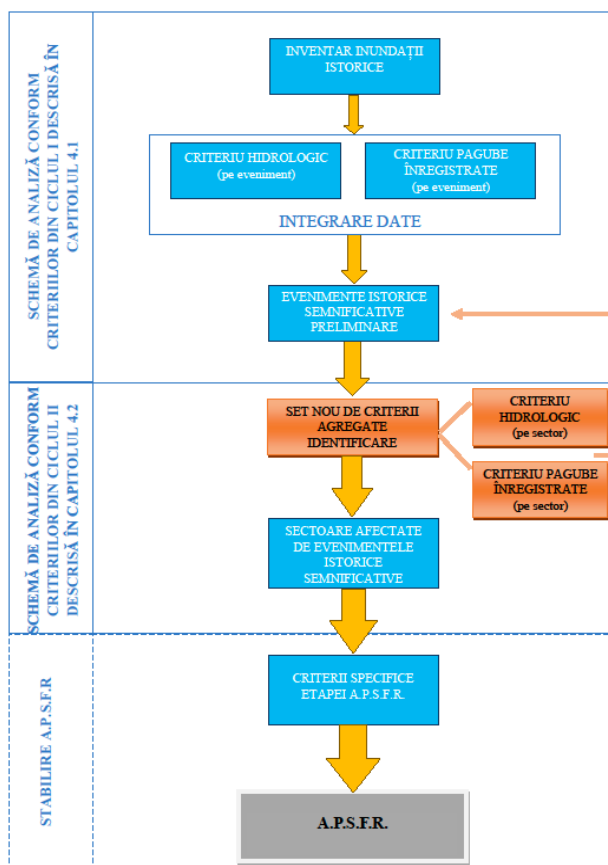 SCHEMĂ DE ANALIZĂ CONFORM
CRITERIILOR DIN CICLUL I DESCRISĂ ÎN
CAPITOLUL 4.1
INVENTAR INUNDAȚII
ISTORICE
CRITERIU HIDROLOGIC
(pe eveniment)
CRITERIU PAGUBE
ÎNREGISTRATE
(pe eveniment)
INTEGRARE DATE
EVENIMENTE ISTORICE
SEMNIFICATIVE
PRELIMINARE
SCHEMĂ DE ANALIZĂ CONFORM
CRITERIILOR DIN CICLUL II
DESCRISĂ ÎN CAPITOLUL 4.2
SET NOU DE CRITERII
AGREGATE
IDENTIFICARE
CRITERIU
HIDROLOGIC
(pe sector)
CRITERIU PAGUBE
ÎNREGISTRATE
(pe sector)
SECTOARE AFECTATE
DE EVENIMENTELE
ISTORICE
SEMNIFICATIVE
STABILIRE A.P.S.F.R
CRITERII SPECIFICE
ETAPEI A.P.S.F.R.
A.P.S.F.R.